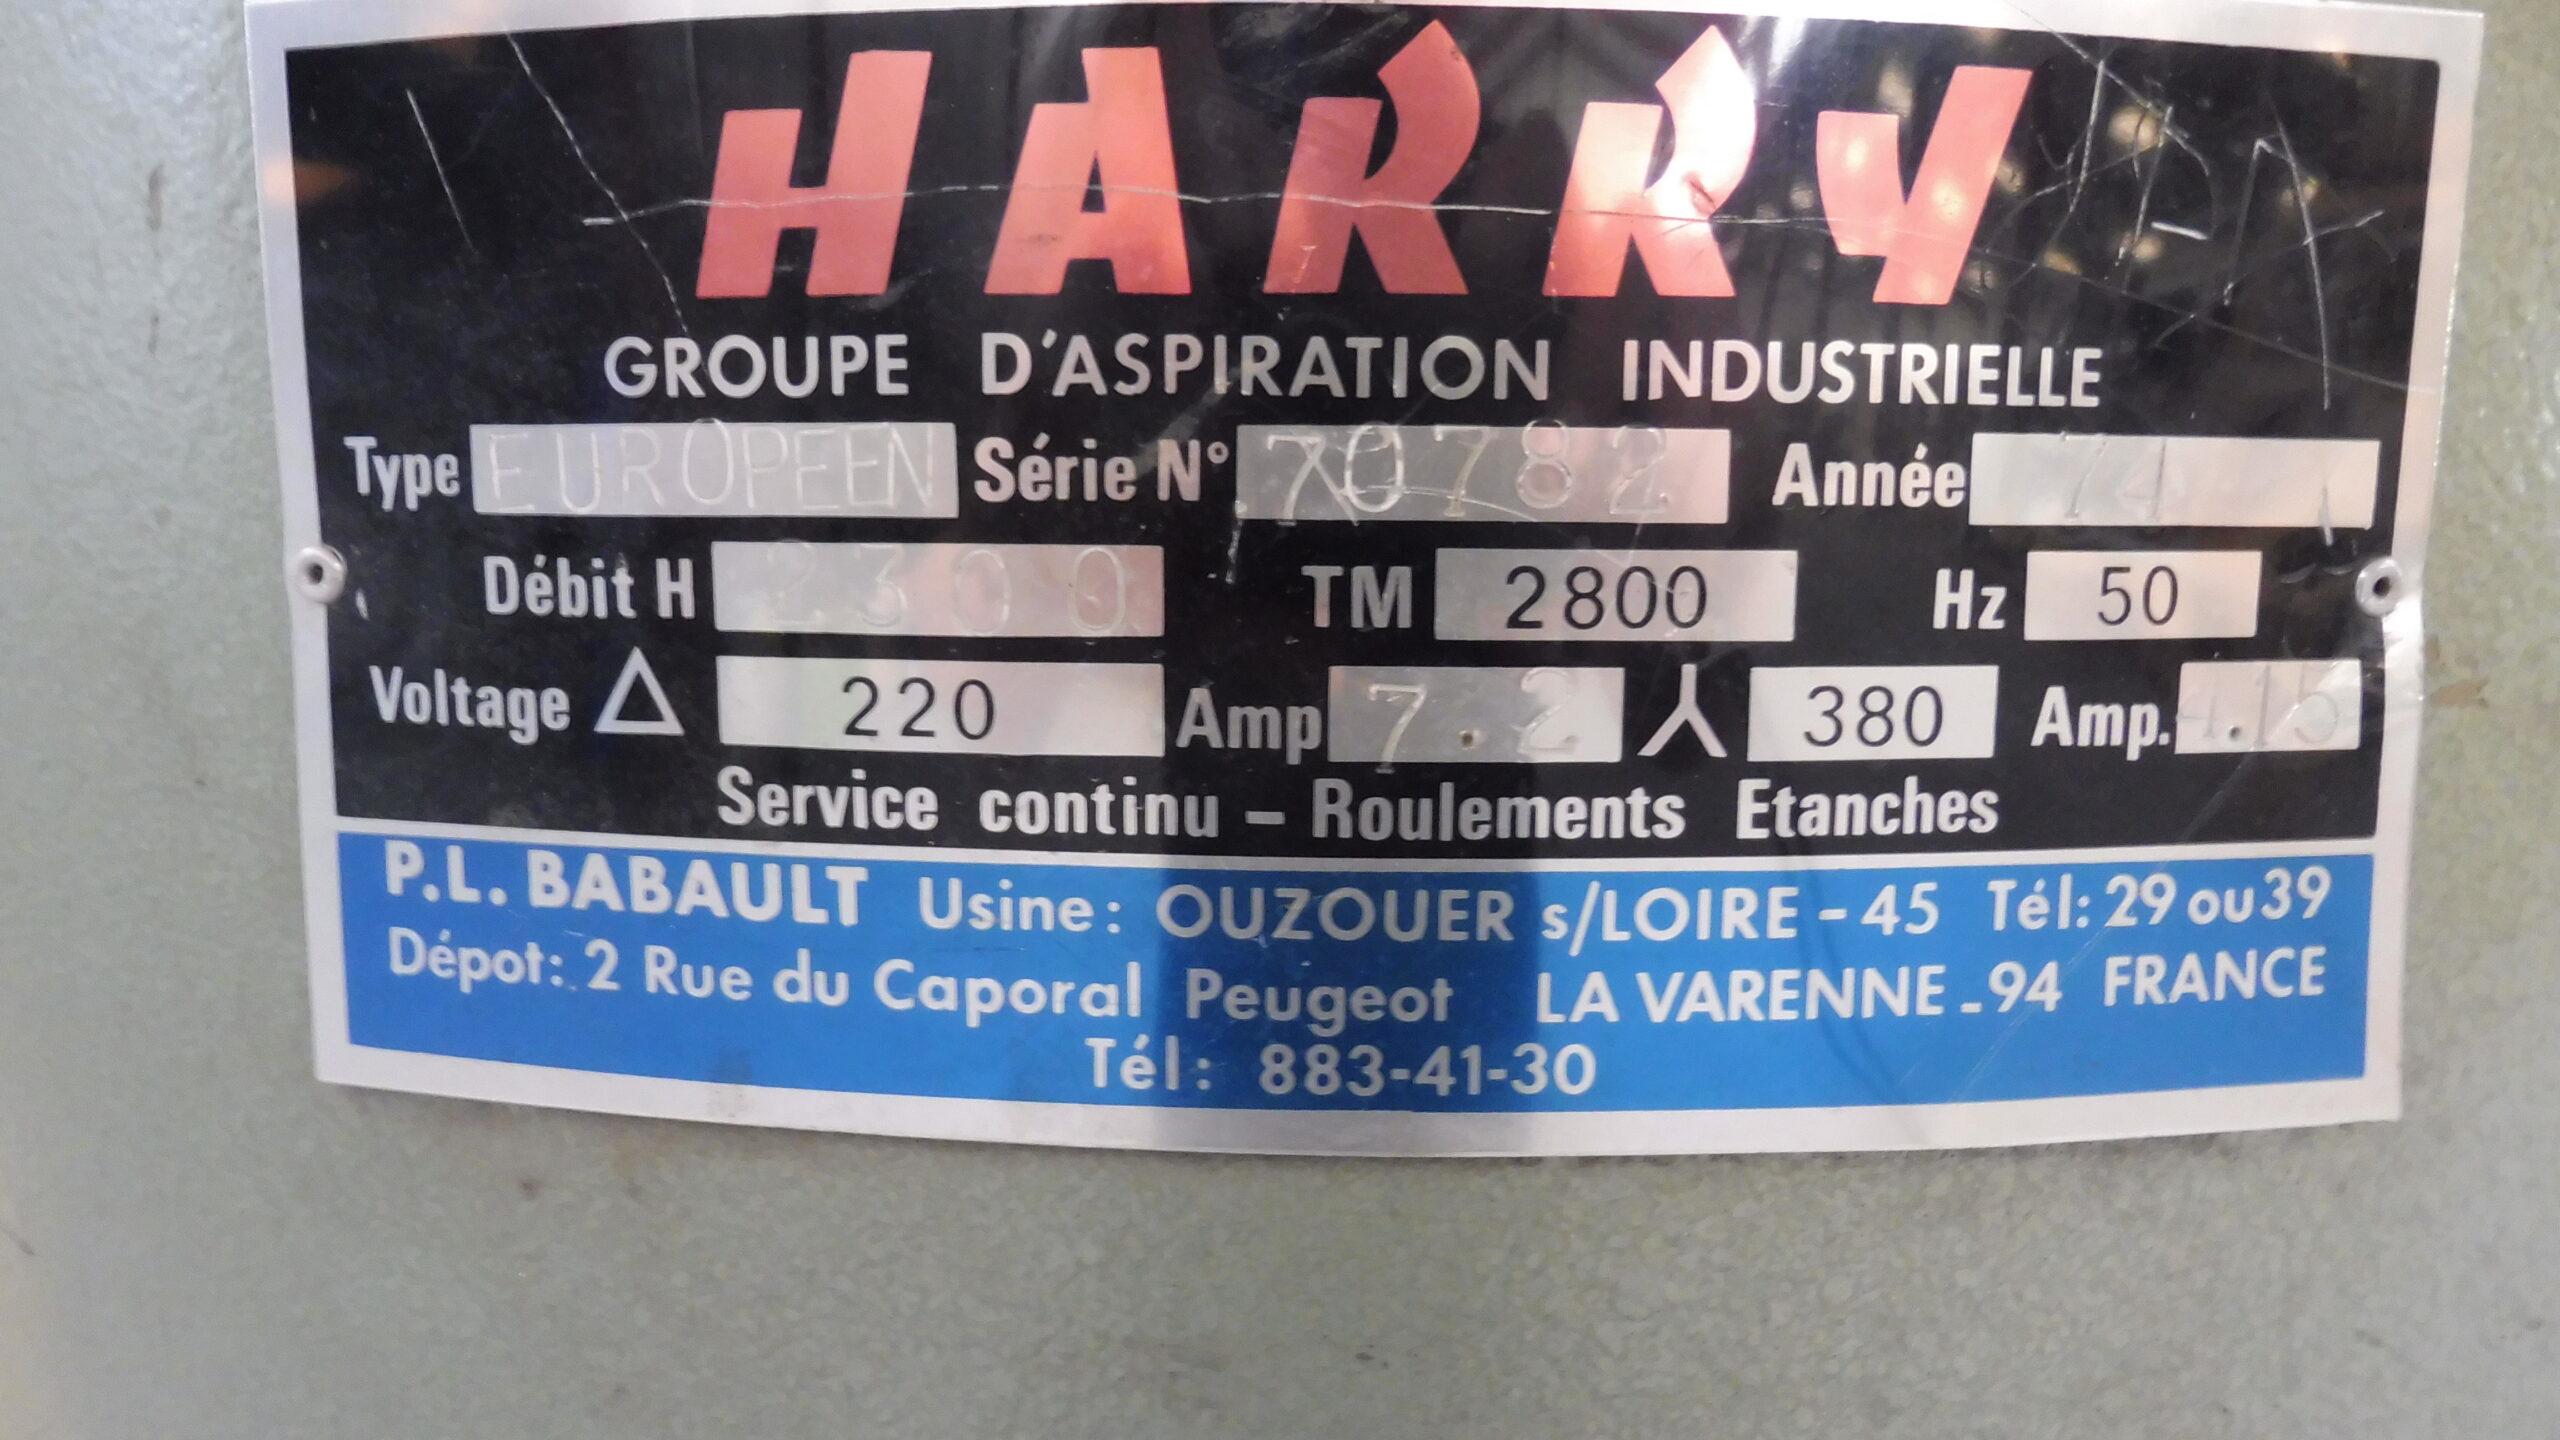 HARRY
GROUPE D'ASPIRATION INDUSTRIELLE
Type EUROPEEN Série N° 70782 Année 74
Débit H 2300 TM 2800 Hz 50
Voltage △ 220 Amp 7.2 ⅄ 380 Amp. 4.15
Service continu - Roulements Etanches
P.L. BABAULT Usine: OUZOUER s/LOIRE - 45 Tél: 29 ou 39
Dépot: 2 Rue du Caporal Peugeot LA VARENNE - 94 FRANCE
Tél: 883-41-30